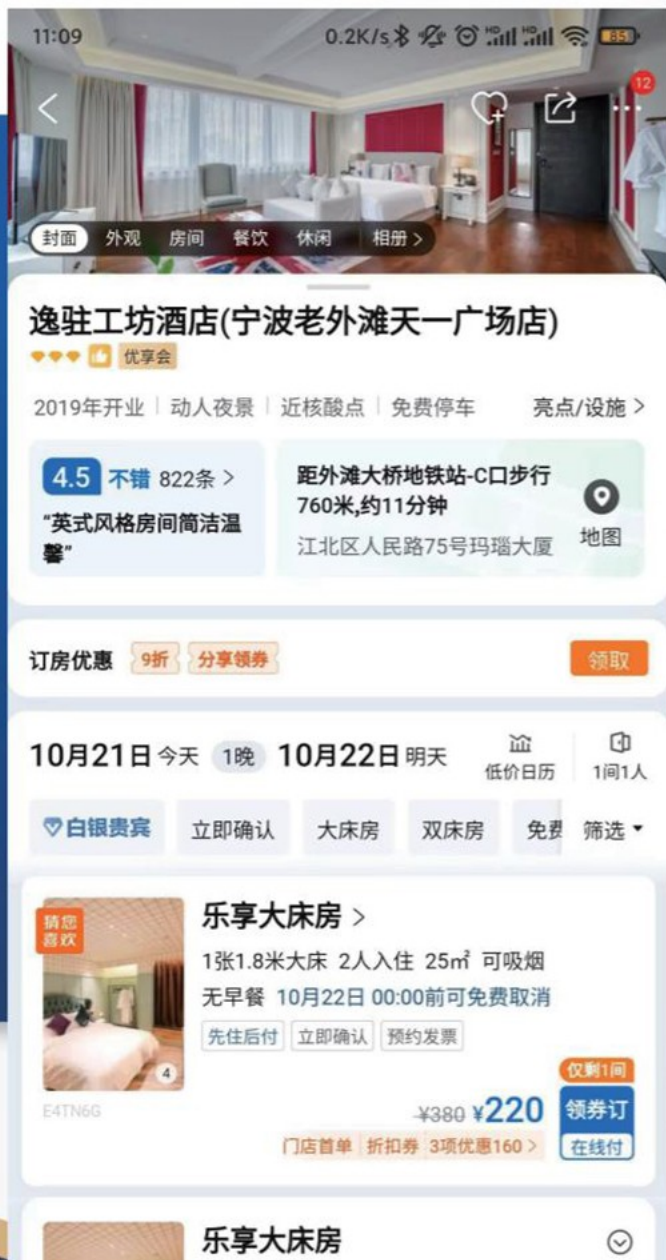 11:09
0.2K/s HD HD 85
12
封面 外观 房间 餐饮 休闲 相册 >
逸驻工坊酒店(宁波老外滩天一广场店)
优享会
2019年开业 动人夜景 近核酸点 免费停车 亮点/设施 >
4.5 不错 822条 >
“英式风格房间简洁温
馨”
距外滩大桥地铁站-C口步行
760米,约11分钟
江北区人民路75号玛瑙大厦
地图
订房优惠 9折 分享领券 领取
10月21日 今天 1晚 10月22日 明天
低价日历 1间1人
白银贵宾 立即确认 大床房 双床房 免费 筛选
猜您
喜欢
乐享大床房 >
1张1.8米大床 2人入住 25㎡ 可吸烟
无早餐 10月22日 00:00前可免费取消
先住后付 立即确认 预约发票
4
E4TN6G
仅剩1间
¥380 ¥220 领券订
门店首单 折扣券 3项优惠160 > 在线付
乐享大床房